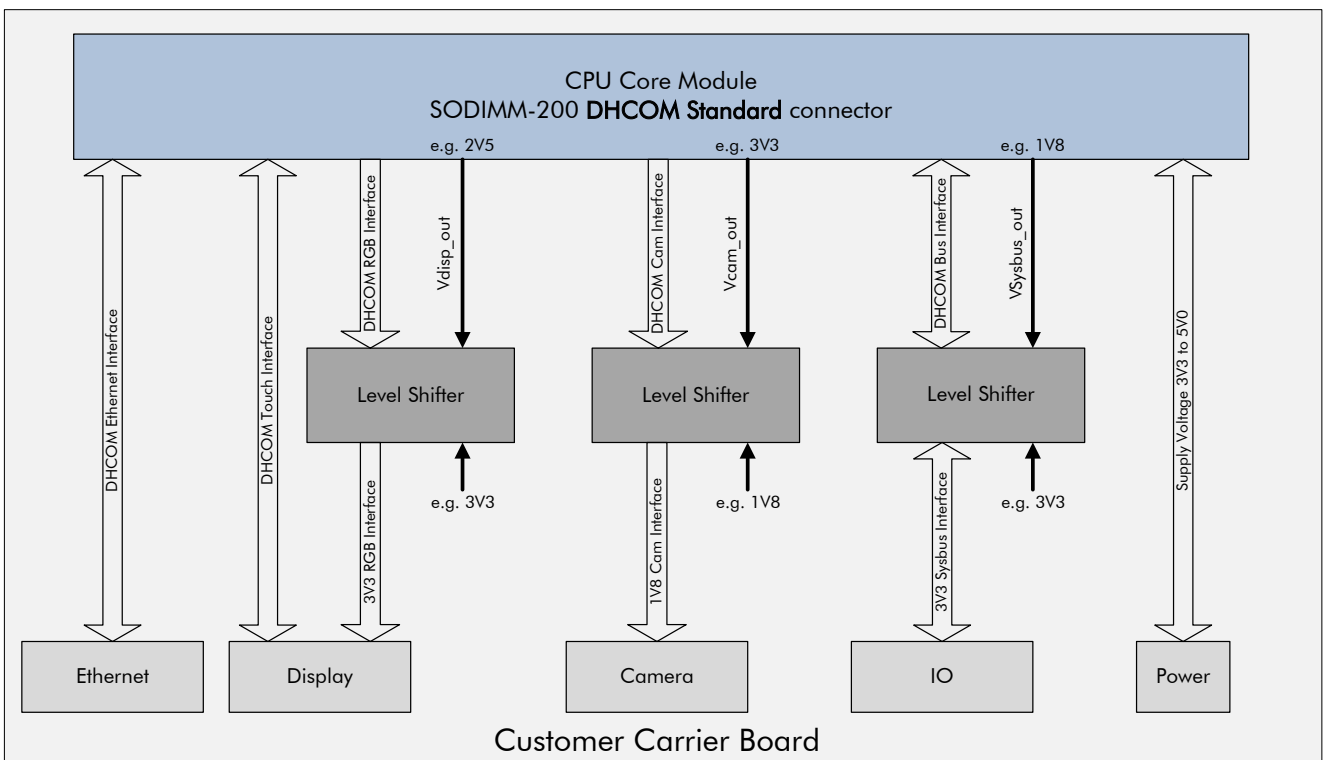 CPU Core Module
SODIMM-200 DHCOM Standard connector
e.g. 2V5
e.g. 3V3
e.g. 1V8
DHCOM Ethernet Interface
DHCOM Touch Interface
DHCOM RGB Interface
Vdisp_out
DHCOM Cam Interface
Vcam_out
DHCOM Bus Interface
VSysbus_out
Supply Voltage 3V3 to 5V0
Level Shifter
Level Shifter
Level Shifter
e.g. 3V3
e.g. 1V8
e.g. 3V3
3V3 RGB Interface
1V8 Cam Interface
3V3 Sysbus Interface
Ethernet
Display
Camera
IO
Power
Customer Carrier Board